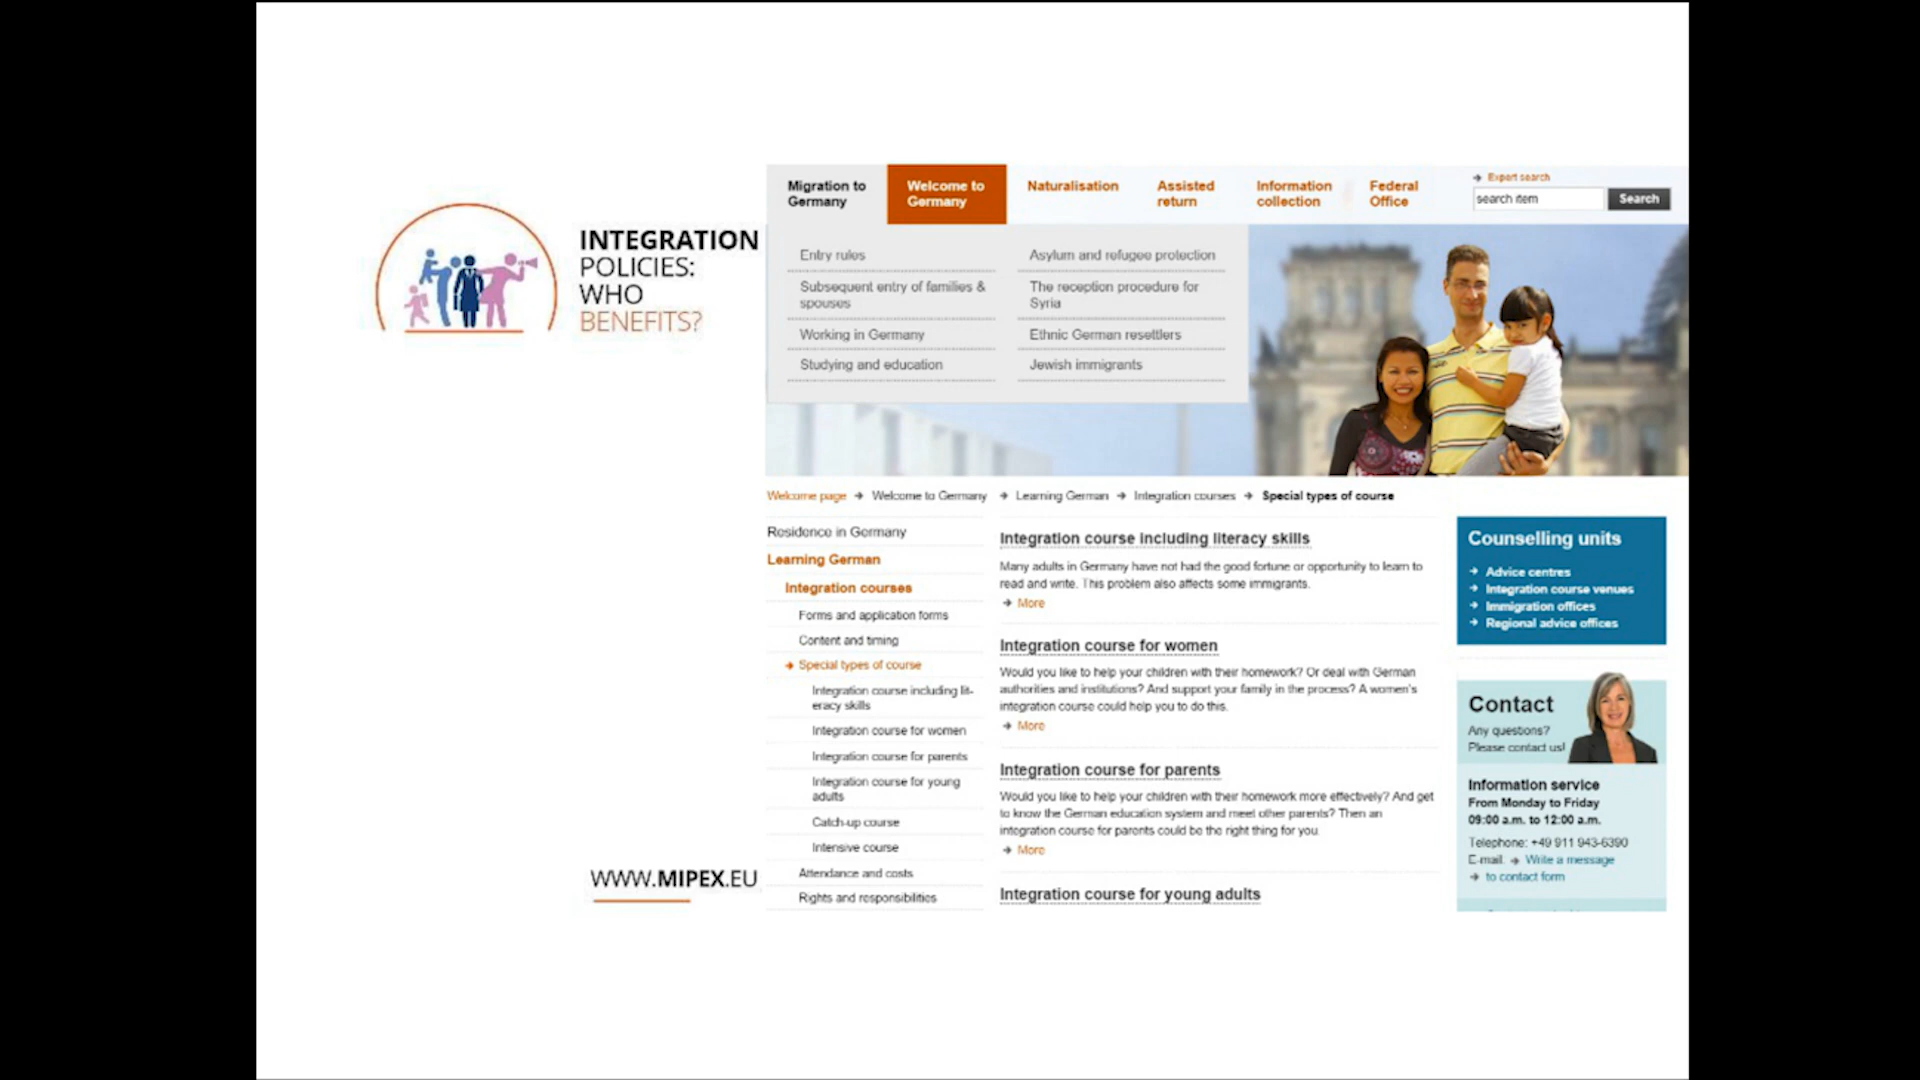 INTEGRATION
POLICIES:
WHO
BENEFITS?
WWW.MIPEX.EU
Migration to
Germany
Welcome to
Germany
Naturalisation
Assisted
return
Information
collection
Federal
Office
Expert search
search item
Search
Entry rules
Subsequent entry of families &
spouses
Working in Germany
Studying and education
Asylum and refugee protection
The reception procedure for
Syria
Ethnic German resettlers
Jewish immigrants
Welcome page → Welcome to Germany → Learning German → Integration courses → Special types of course
Residence in Germany
Learning German
Integration courses
Forms and application forms
Content and timing
Special types of course
Integration course including lit-
eracy skills
Integration course for women
Integration course for parents
Integration course for young
adults
Catch-up course
Intensive course
Attendance and costs
Rights and responsibilities
Integration course including literacy skills
Many adults in Germany have not had the good fortune or opportunity to learn to
read and write. This problem also affects some immigrants.
More
Integration course for women
Would you like to help your children with their homework? Or deal with German
authorities and institutions? And support your family in the process? A women's
integration course could help you to do this.
More
Integration course for parents
Would you like to help your children with their homework more effectively? And get
to know the German education system and meet other parents? Then an
integration course for parents could be the right thing for you.
More
Integration course for young adults
Counselling units
Advice centres
Integration course venues
Immigration offices
Regional advice offices
Contact
Any questions?
Please contact us!
Information service
From Monday to Friday
09:00 a.m. to 12:00 a.m.
Telephone: +49 911 943-6390
E-mail: → Write a message
to contact form